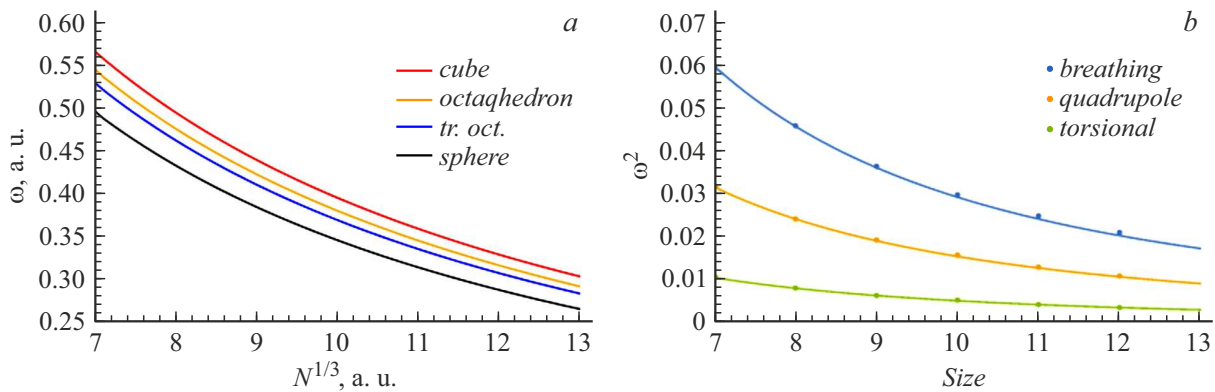 a
0.60
0.55
0.50
0.45
0.40
0.35
0.30
0.25
ω, a. u.
cube
octaqhedron
tr. oct.
sphere
7 8 9 10 11 12 13
N^1/3, a. u.
b
0.07
0.06
0.05
0.04
0.03
0.02
0.01
0
ω^2
breathing
quadrupole
torsional
7 8 9 10 11 12 13
Size